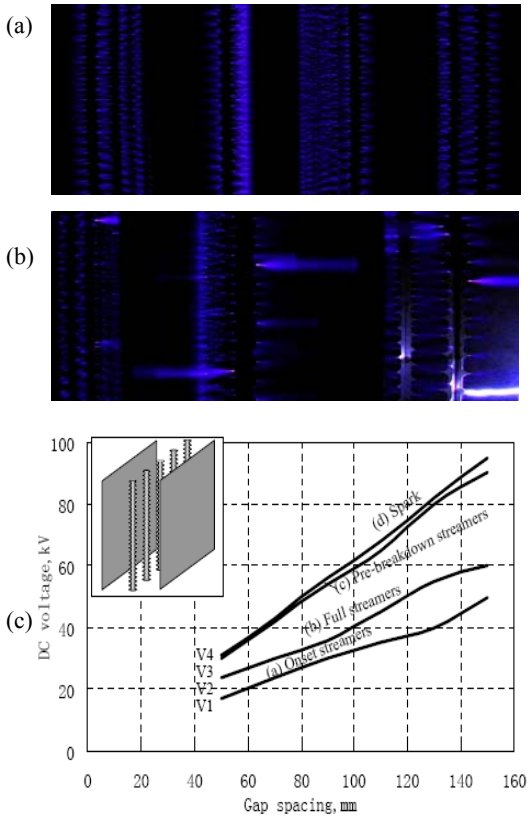 (a)
(b)
(c)
DC voltage, kV
100
80
60
40
20
0
V4
V3
V2
V1
(d) Spark
(c) Pre-breakdown streamers
(b) Full streamers
(a) Onset streamers
0 20 40 60 80 100 120 140 160
Gap spacing,mm